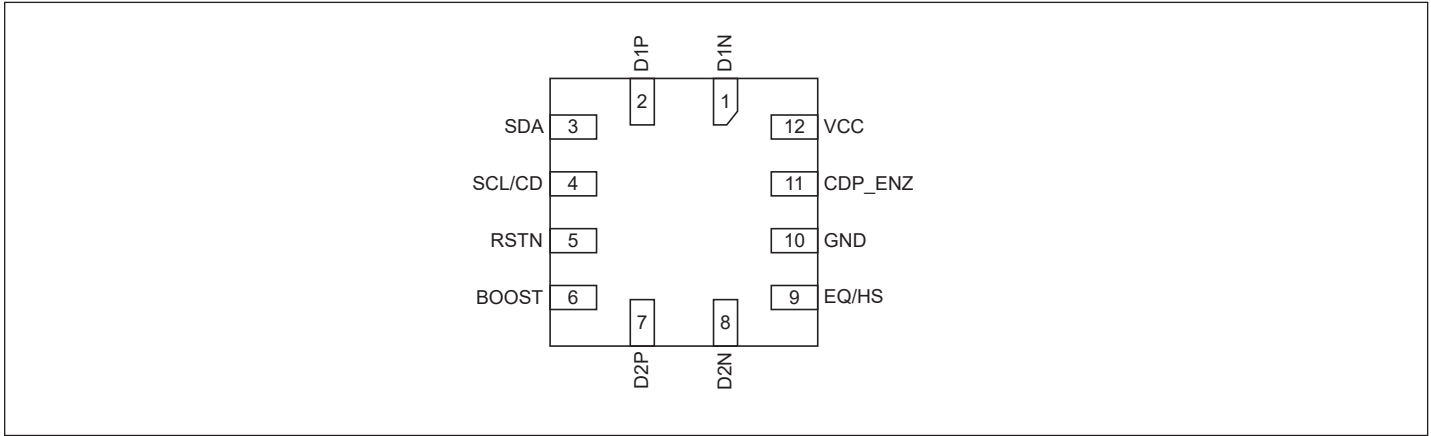 D1P D1N
2 1
SDA 3 12 VCC
SCL/CD 4 11 CDP_ENZ
RSTN 5 10 GND
BOOST 6 9 EQ/HS
7 8
D2P D2N